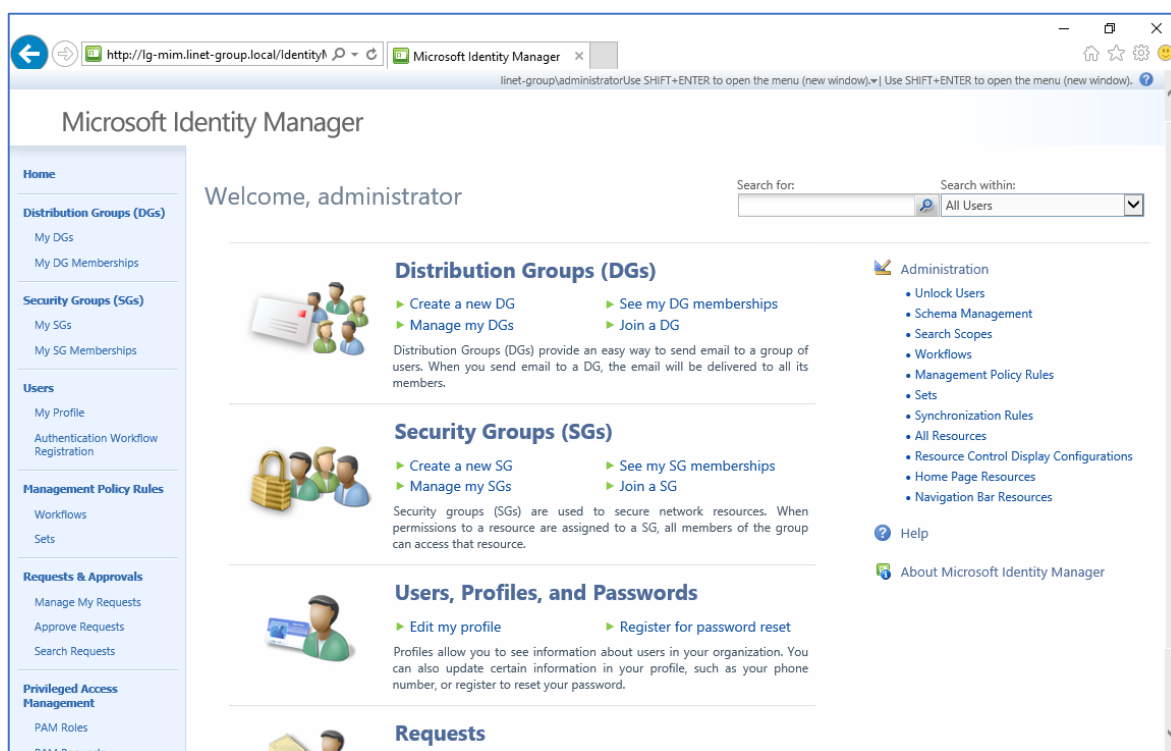 http://lg-mim.linet-group.local/Identity
Microsoft Identity Manager
linet-group\administratorUse SHIFT+ENTER to open the menu (new window).| Use SHIFT+ENTER to open the menu (new window).
Microsoft Identity Manager
Home
Distribution Groups (DGs)
My DGs
My DG Memberships
Security Groups (SGs)
My SGs
My SG Memberships
Users
My Profile
Authentication Workflow
Registration
Management Policy Rules
Workflows
Sets
Requests & Approvals
Manage My Requests
Approve Requests
Search Requests
Privileged Access
Management
PAM Roles
Welcome, administrator
Search for:
Search within:
All Users
Distribution Groups (DGs)
Create a new DG
See my DG memberships
Manage my DGs
Join a DG
Distribution Groups (DGs) provide an easy way to send email to a group of
users. When you send email to a DG, the email will be delivered to all its
members.
Security Groups (SGs)
Create a new SG
See my SG memberships
Manage my SGs
Join a SG
Security groups (SGs) are used to secure network resources. When
permissions to a resource are assigned to a SG, all members of the group
can access that resource.
Users, Profiles, and Passwords
Edit my profile
Register for password reset
Profiles allow you to see information about users in your organization. You
can also update certain information in your profile, such as your phone
number, or register to reset your password.
Requests
Administration
Unlock Users
Schema Management
Search Scopes
Workflows
Management Policy Rules
Sets
Synchronization Rules
All Resources
Resource Control Display Configurations
Home Page Resources
Navigation Bar Resources
Help
About Microsoft Identity Manager